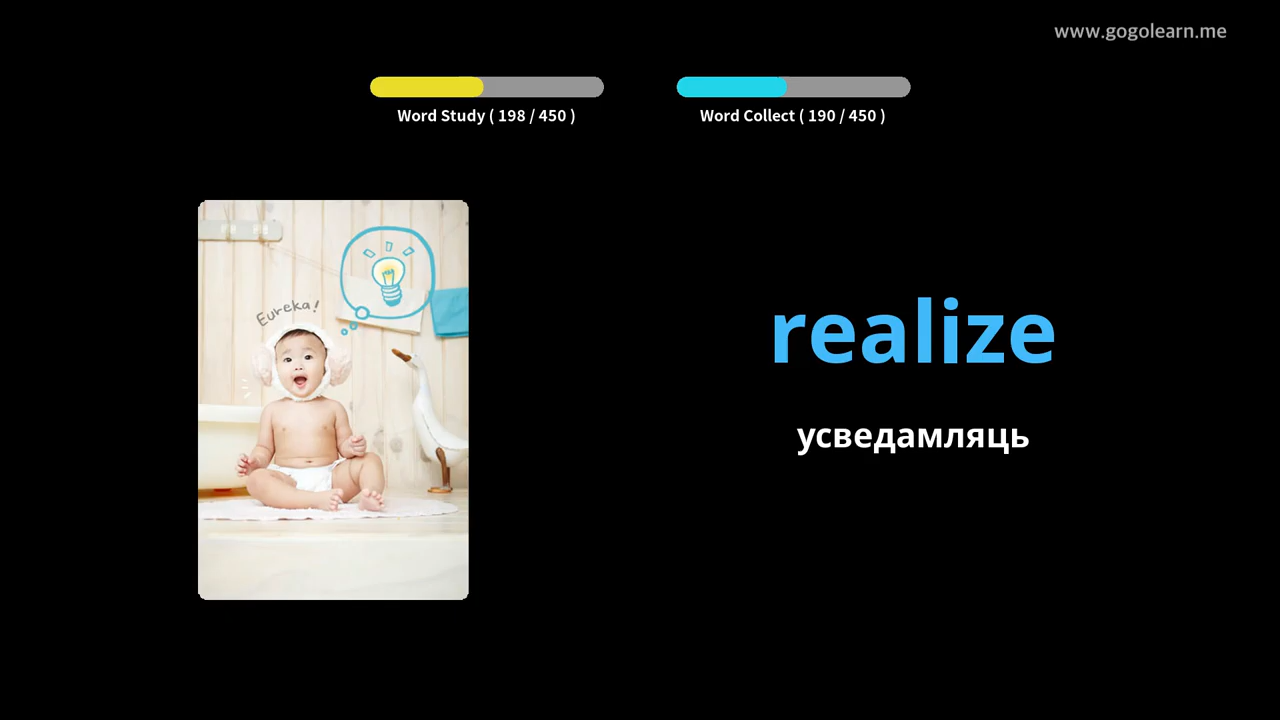 www.gogolearn.me
Word Study ( 198 / 450 )
Word Collect ( 190 / 450 )
Eureka!
realize
усведамляць